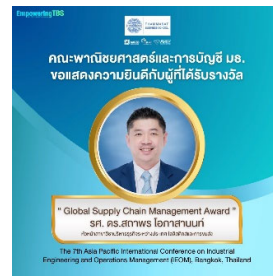 EmpoweringTBS
THAMMASAT
BUSINESS SCHOOL
คณะพาณิชยศาสตร์และการบัญชี มธ.
ขอแสดงความยินดีกับผู้ที่ได้รับรางวัล
" Global Supply Chain Management Award "
รศ. ดร.สถาพร โอภาสานนท์
The 7th Asia Pacific International Conference on Industrial
Engineering and Operations Management (IEOM), Bangkok, Thailand